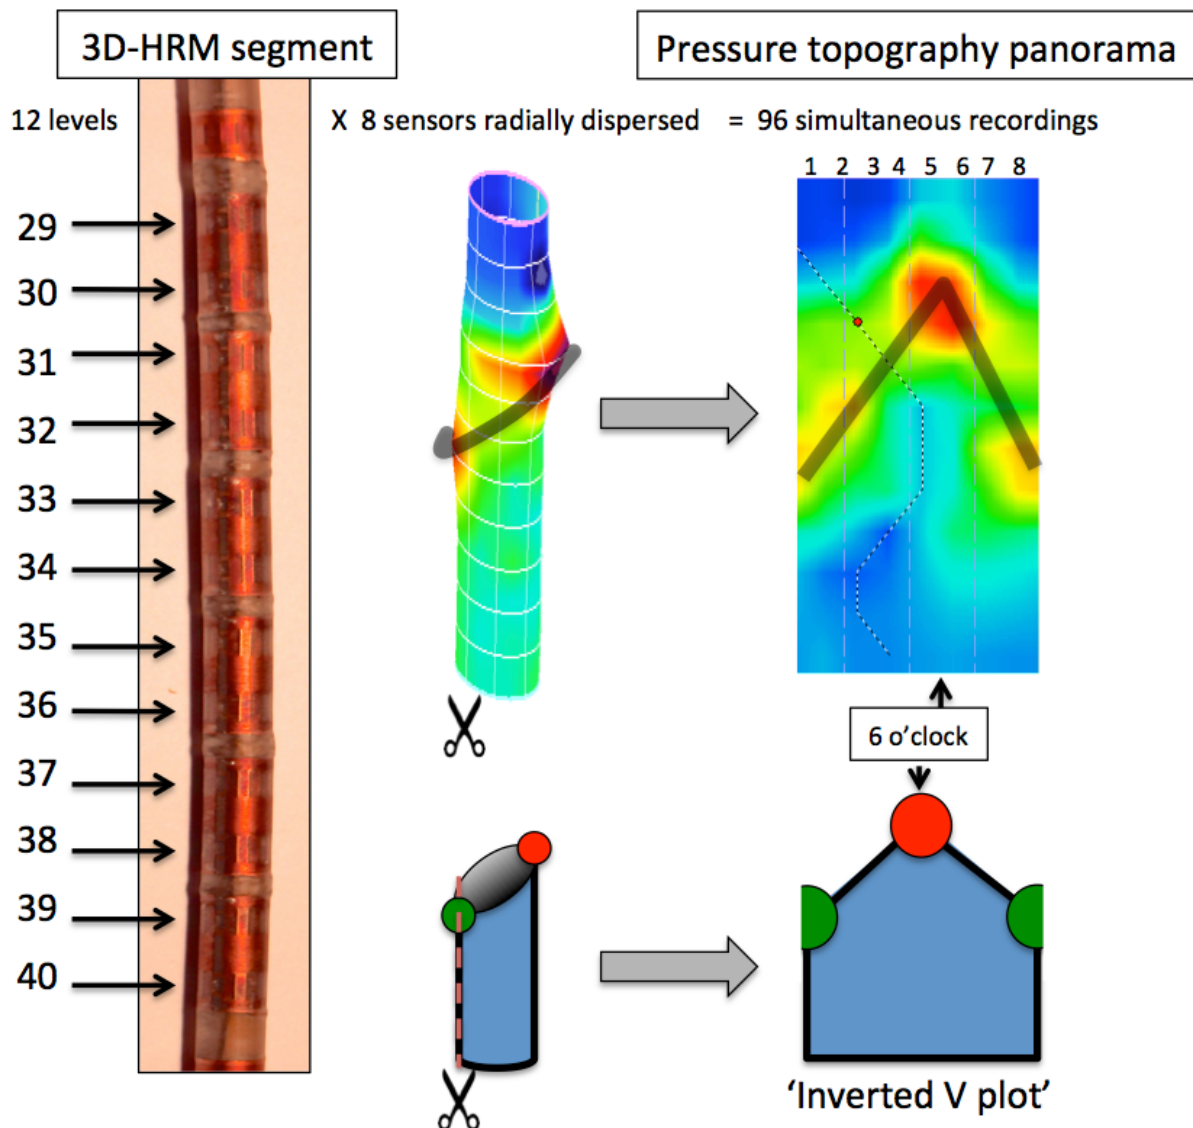 3D-HRM segment
Pressure topography panorama
12 levels
X 8 sensors radially dispersed = 96 simultaneous recordings
1 2 3 4 5 6 7 8
29
30
31
32
33
34
35
36
37
38
39
40
6 o'clock
'Inverted V plot'